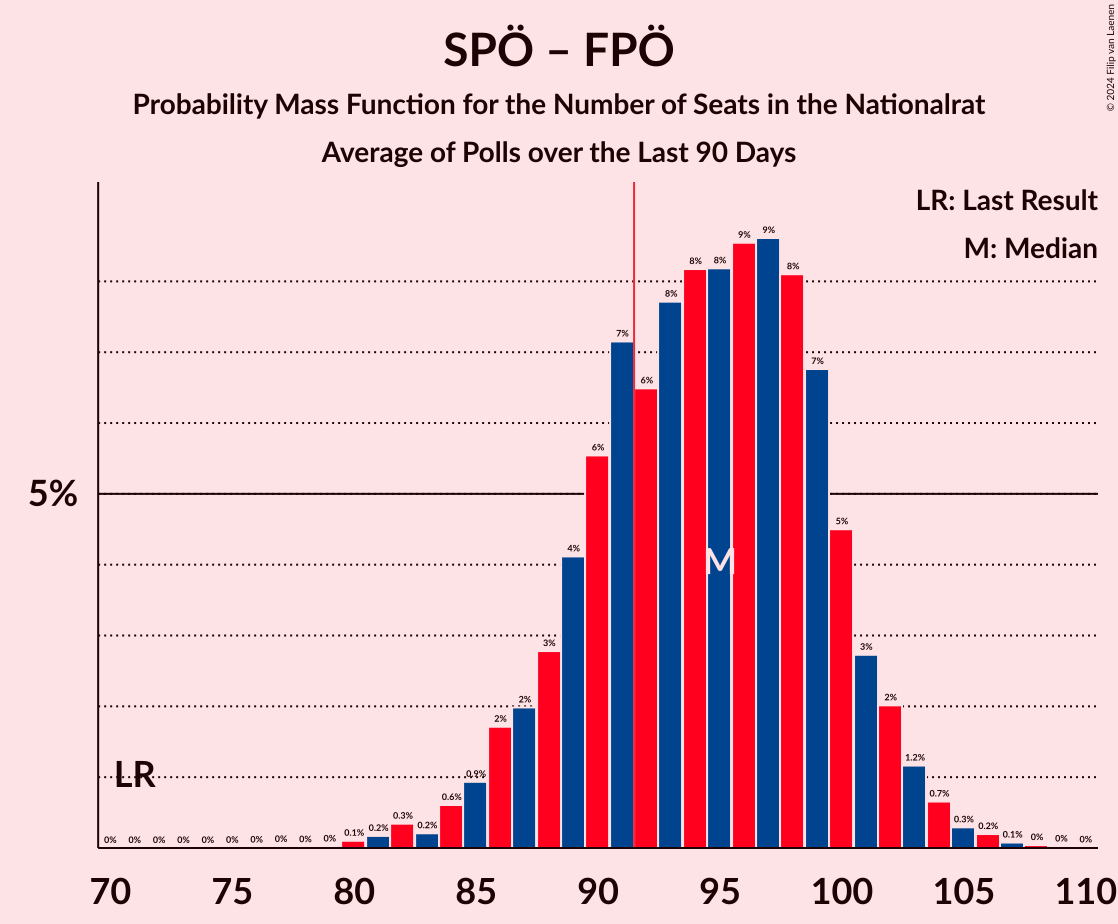 SPÖ – FPÖ
Probability Mass Function for the Number of Seats in the Nationalrat
Average of Polls over the Last 90 Days
© 2024 Filip van Laenen
LR: Last Result
M: Median
5%
LR
M
0% 0% 0% 0% 0% 0% 0% 0% 0% 0% 0.1% 0.2% 0.3% 0.2% 0.6% 0.9% 2% 2% 3% 4% 6% 7% 6% 8% 8% 8% 9% 9% 8% 7% 5% 3% 2% 1.2% 0.7% 0.3% 0.2% 0.1% 0% 0% 0%
70 75 80 85 90 95 100 105 110